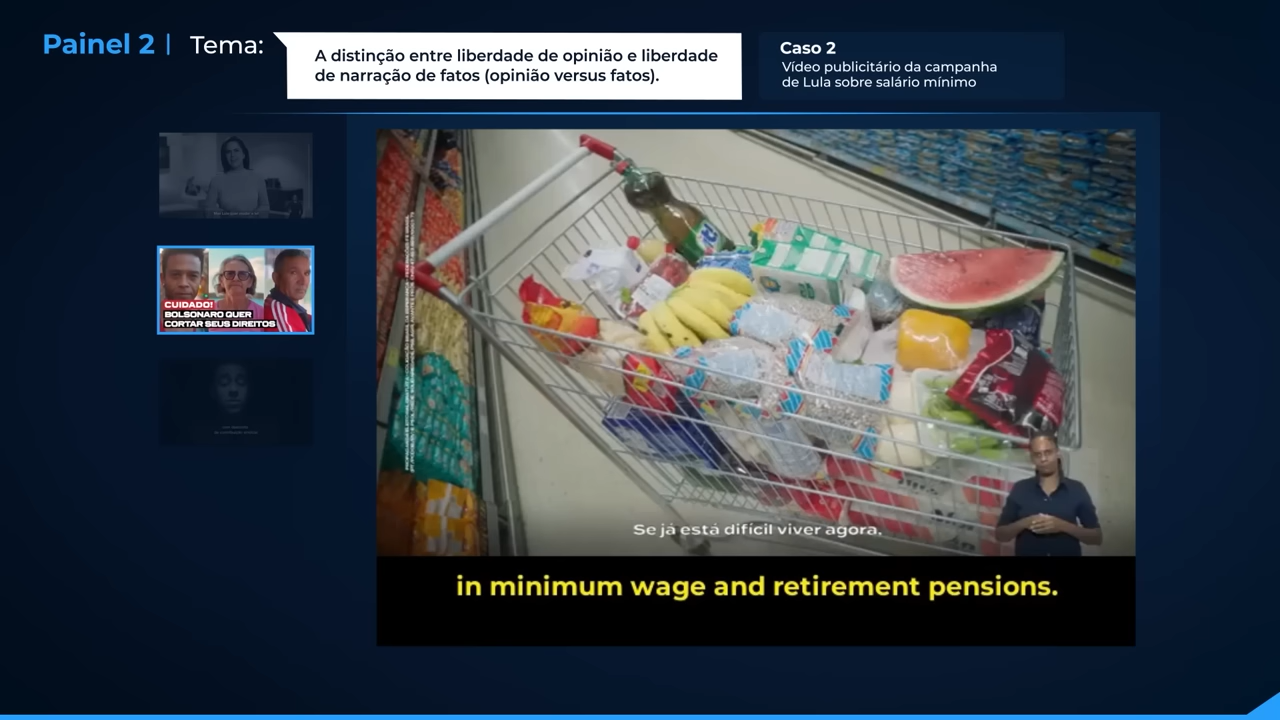 Painel 2 | Tema:
A distinção entre liberdade de opinião e liberdade
de narração de fatos (opinião versus fatos).
Caso 2
Vídeo publicitário da campanha
de Lula sobre salário mínimo
CUIDADO!
BOLSONARO QUER
CORTAR SEUS DIREITOS
Se já está difícil viver agora,
in minimum wage and retirement pensions.